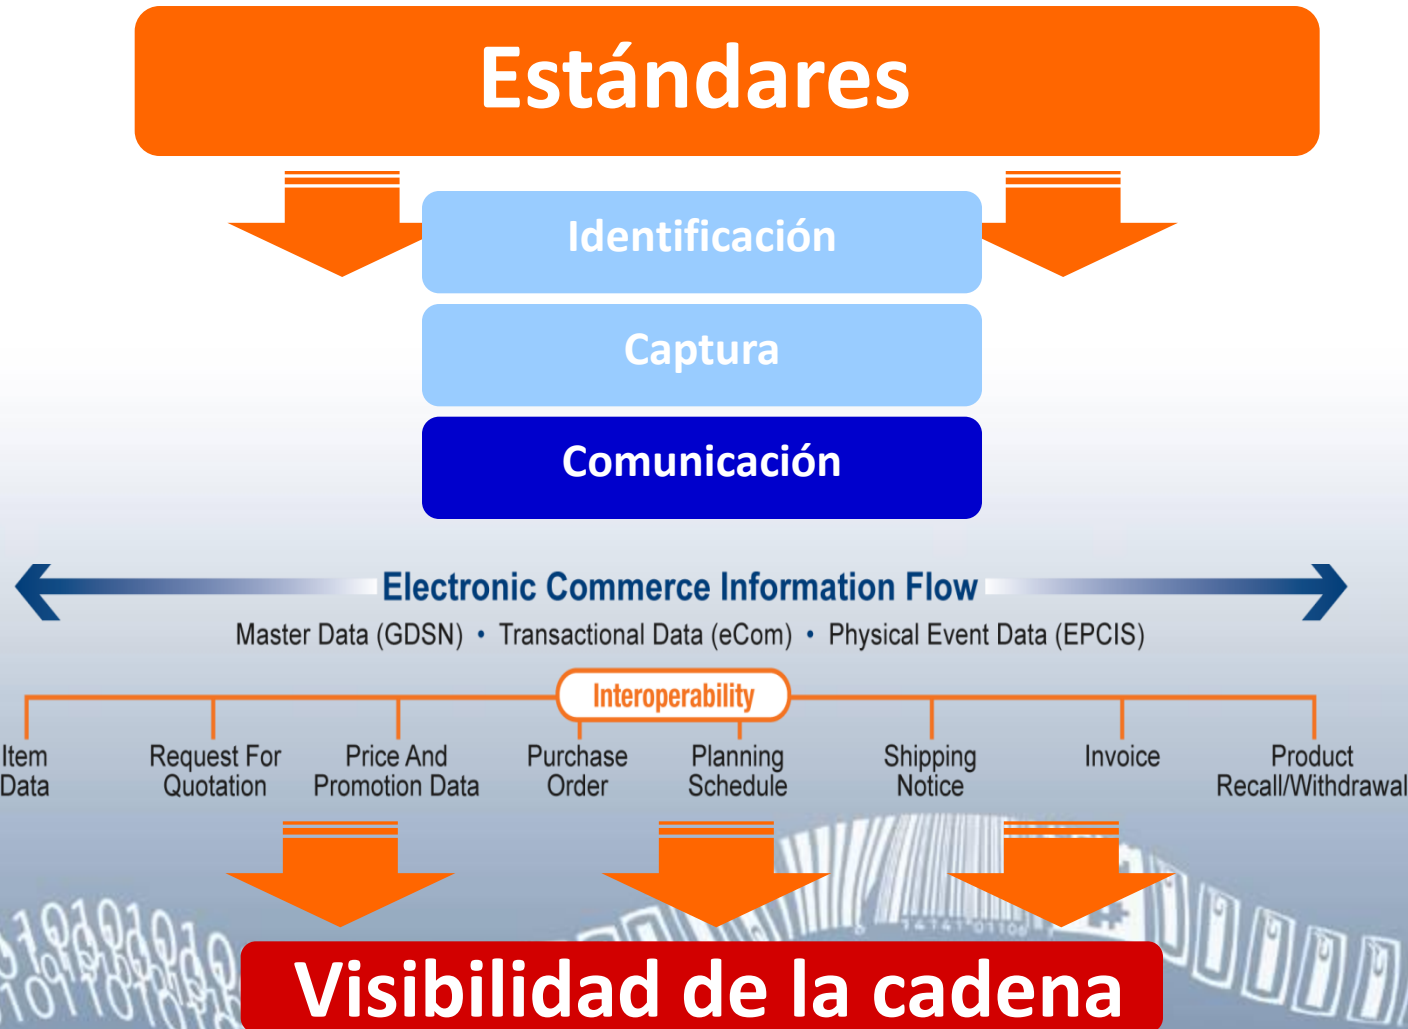 Estándares
Identificación
Captura
Comunicación
Electronic Commerce Information Flow
Master Data (GDSN) • Transactional Data (eCom) • Physical Event Data (EPCIS)
Interoperability
Item
Data
Request For
Quotation
Price And
Promotion Data
Purchase
Order
Planning
Schedule
Shipping
Notice
Invoice
Product
Recall/Withdrawal
Visibilidad de la cadena